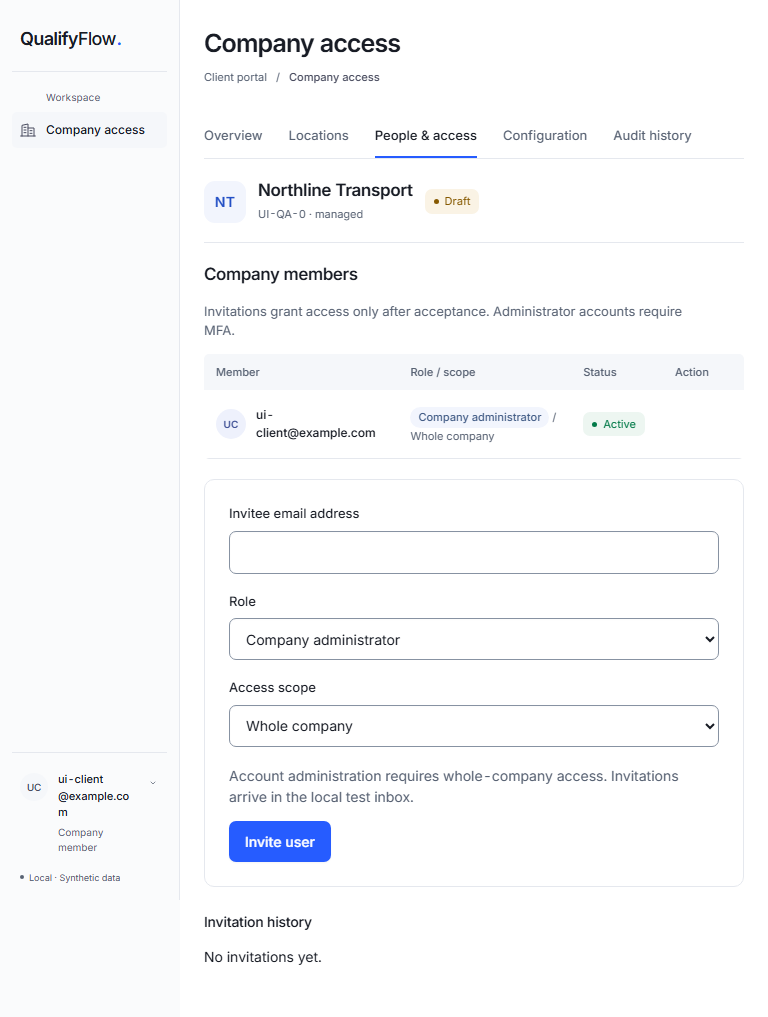 QualifyFlow.
Workspace
Company access
UC
ui-client
@example.co
m
Company
member
Local · Synthetic data
Company access
Client portal / Company access
Overview Locations People & access Configuration Audit history
NT
Northline Transport
UI-QA-0 · managed
Draft
Company members
Invitations grant access only after acceptance. Administrator accounts require
MFA.
Member Role / scope Status Action
UC
ui-
client@example.com
Company administrator /
Whole company
Active
Invitee email address
Role
Company administrator
Access scope
Whole company
Account administration requires whole-company access. Invitations
arrive in the local test inbox.
Invite user
Invitation history
No invitations yet.